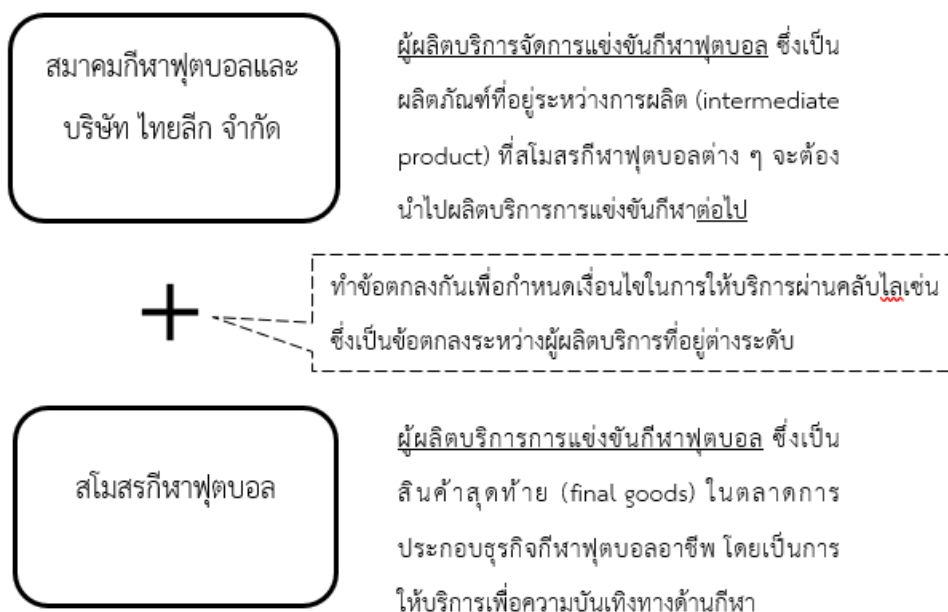 สมาคมกีฬาฟุตบอลและ
บริษัท ไทยลีก จำกัด
ผู้ผลิตบริการจัดการแข่งขันกีฬาฟุตบอล ซึ่งเป็น
ผลิตภัณฑ์ที่อยู่ระหว่างการผลิต (intermediate
product) ที่สโมสรกีฬาฟุตบอลต่าง ๆ จะต้อง
นำไปผลิตบริการการแข่งขันกีฬาต่อไป
+
ทำข้อตกลงกันเพื่อกำหนดเงื่อนไขในการให้บริการผ่านคลับไลเซ่น
ซึ่งเป็นข้อตกลงระหว่างผู้ผลิตบริการที่อยู่ต่างระดับ
สโมสรกีฬาฟุตบอล
ผู้ผลิตบริการการแข่งขันกีฬาฟุตบอล ซึ่งเป็น
สินค้าสุดท้าย (final goods) ในตลาดการ
ประกอบธุรกิจกีฬาฟุตบอลอาชีพ โดยเป็นการ
ให้บริการเพื่อความบันเทิงทางด้านกีฬา